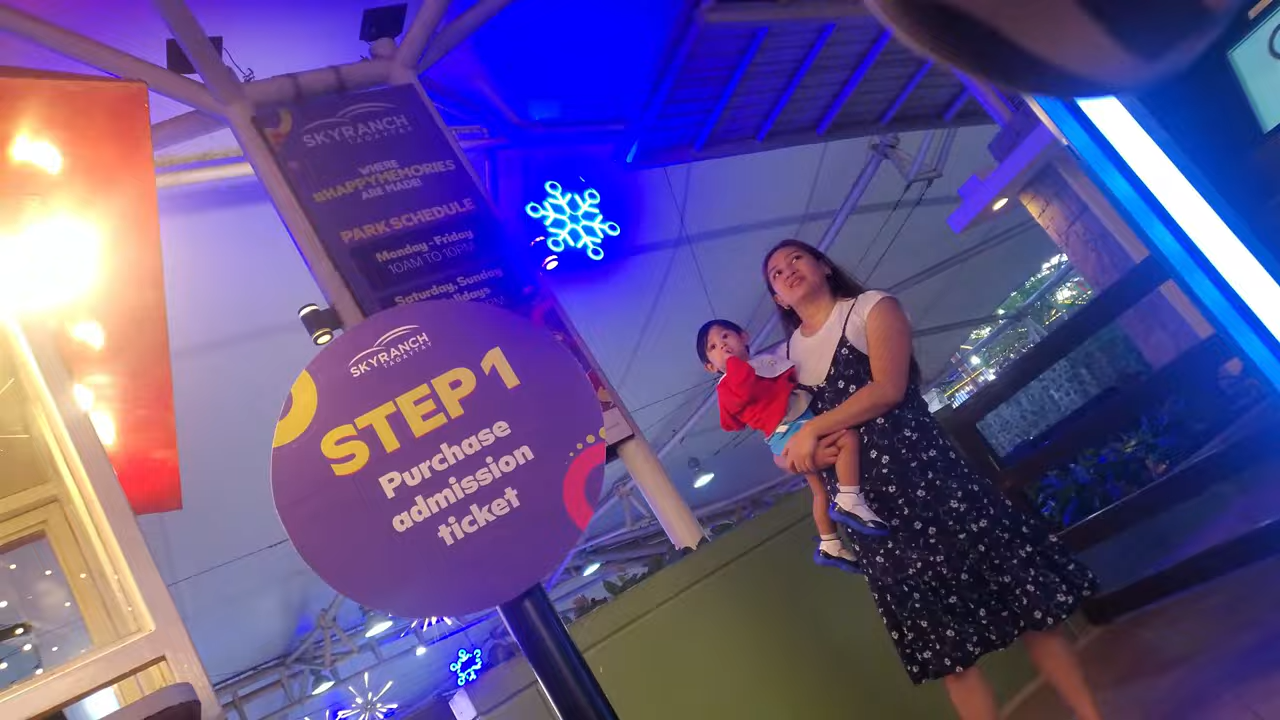 SKYRANCH
TAGAYTAY
WHERE
#HAPPYMEMORIES
ARE MADE!
PARK SCHEDULE
Monday - Friday
10AM TO 10PM
Saturday, Sunday
SKYRANCH
TAGAYTAY
STEP 1
Purchase
admission
ticket